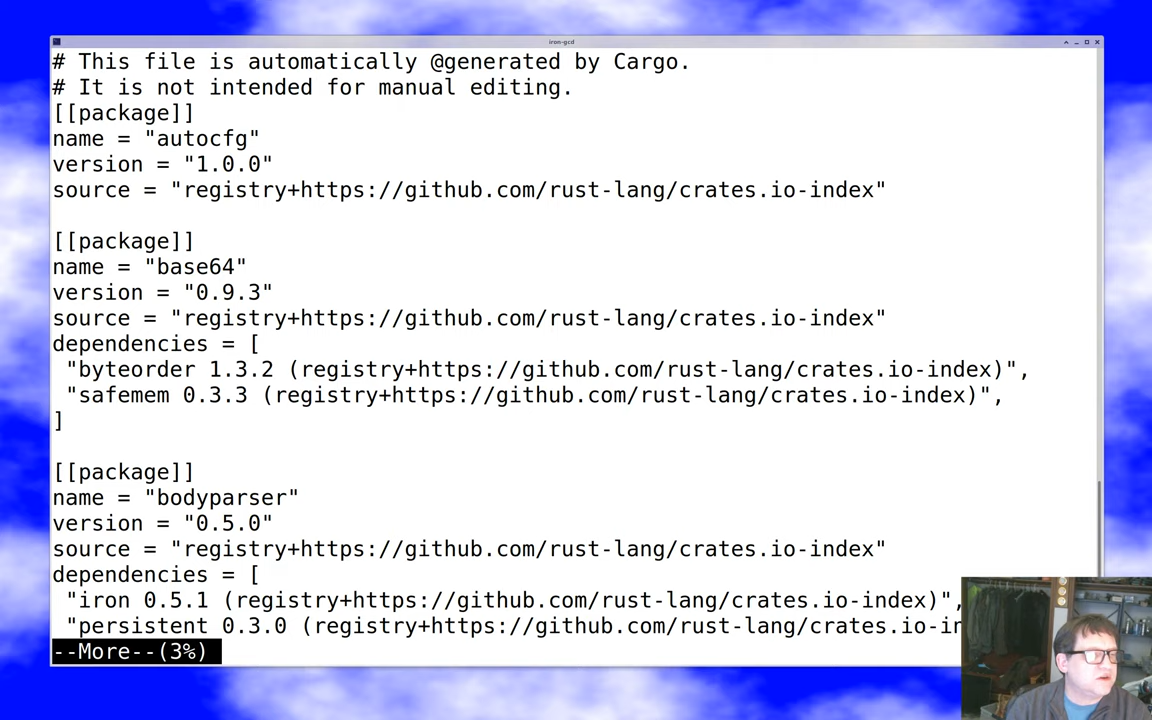 iron-gcd
# This file is automatically @generated by Cargo.
# It is not intended for manual editing.
[[package]]
name = "autocfg"
version = "1.0.0"
source = "registry+https://github.com/rust-lang/crates.io-index"

[[package]]
name = "base64"
version = "0.9.3"
source = "registry+https://github.com/rust-lang/crates.io-index"
dependencies = [
 "byteorder 1.3.2 (registry+https://github.com/rust-lang/crates.io-index)",
 "safemem 0.3.3 (registry+https://github.com/rust-lang/crates.io-index)",
]

[[package]]
name = "bodyparser"
version = "0.5.0"
source = "registry+https://github.com/rust-lang/crates.io-index"
dependencies = [
 "iron 0.5.1 (registry+https://github.com/rust-lang/crates.io-index)",
 "persistent 0.3.0 (registry+https://github.com/rust-lang/crates.io-in
--More--(3%)